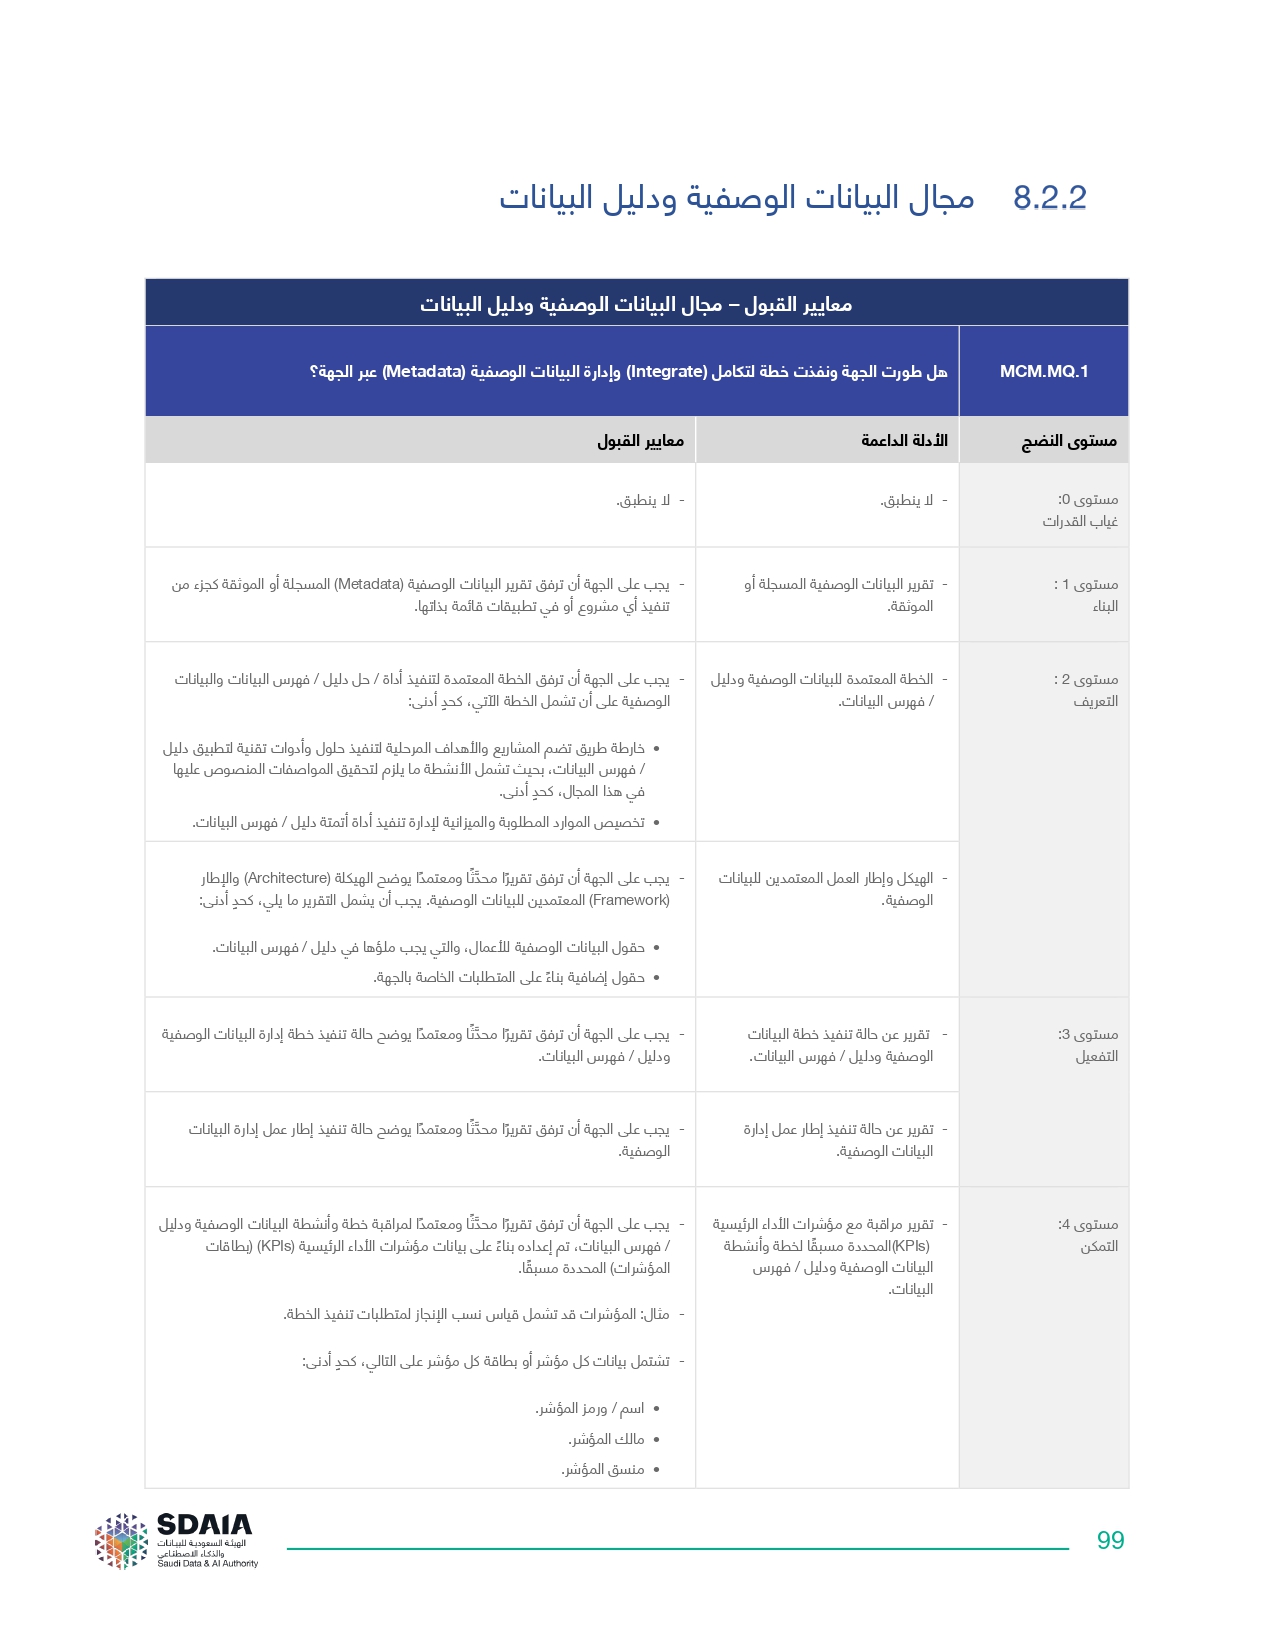 8.2.2 مجال البيانات الوصفية ودليل البيانات
معايير القبول – مجال البيانات الوصفية ودليل البيانات
MCM.MQ.1
هل طورت الجهة ونفذت خطة لتكامل (Integrate) وإدارة البيانات الوصفية (Metadata) عبر الجهة؟
مستوى النضج
الأدلة الداعمة
معايير القبول
مستوى 0:
غياب القدرات
- لا ينطبق.
- لا ينطبق.
مستوى 1 :
البناء
- تقرير البيانات الوصفية المسجلة أو
الموثقة.
- يجب على الجهة أن ترفق تقرير البيانات الوصفية (Metadata) المسجلة أو الموثقة كجزء من
تنفيذ أي مشروع أو في تطبيقات قائمة بذاتها.
مستوى 2 :
التعريف
- الخطة المعتمدة للبيانات الوصفية ودليل
/ فهرس البيانات.
- يجب على الجهة أن ترفق الخطة المعتمدة لتنفيذ أداة / حل دليل / فهرس البيانات والبيانات
الوصفية على أن تشمل الخطة الآتي، كحدٍ أدنى:
• خارطة طريق تضم المشاريع والأهداف المرحلية لتنفيذ حلول وأدوات تقنية لتطبيق دليل
/ فهرس البيانات، بحيث تشمل الأنشطة ما يلزم لتحقيق المواصفات المنصوص عليها
في هذا المجال، كحدٍ أدنى.
• تخصيص الموارد المطلوبة والميزانية لإدارة تنفيذ أداة أتمتة دليل / فهرس البيانات.
- الهيكل وإطار العمل المعتمدين للبيانات
الوصفية.
- يجب على الجهة أن ترفق تقريرًا محدَّثًا ومعتمدًا يوضح الهيكلة (Architecture) والإطار
(Framework) المعتمدين للبيانات الوصفية. يجب أن يشمل التقرير ما يلي، كحدٍ أدنى:
• حقول البيانات الوصفية للأعمال، والتي يجب ملؤها في دليل / فهرس البيانات.
• حقول إضافية بناءً على المتطلبات الخاصة بالجهة.
مستوى 3:
التفعيل
- تقرير عن حالة تنفيذ خطة البيانات
الوصفية ودليل / فهرس البيانات.
- يجب على الجهة أن ترفق تقريرًا محدَّثًا ومعتمدًا يوضح حالة تنفيذ خطة إدارة البيانات الوصفية
ودليل / فهرس البيانات.
- تقرير عن حالة تنفيذ إطار عمل إدارة
البيانات الوصفية.
- يجب على الجهة أن ترفق تقريرًا محدَّثًا ومعتمدًا يوضح حالة تنفيذ إطار عمل إدارة البيانات
الوصفية.
مستوى 4:
التمكن
- تقرير مراقبة مع مؤشرات الأداء الرئيسية
(KPIs)المحددة مسبقًا لخطة وأنشطة
البيانات الوصفية ودليل / فهرس
البيانات.
- يجب على الجهة أن ترفق تقريرًا محدَّثًا ومعتمدًا لمراقبة خطة وأنشطة البيانات الوصفية ودليل
/ فهرس البيانات، تم إعداده بناءً على بيانات مؤشرات الأداء الرئيسية (KPIs) (بطاقات
المؤشرات) المحددة مسبقًا.
- مثال: المؤشرات قد تشمل قياس نسب الإنجاز لمتطلبات تنفيذ الخطة.
- تشتمل بيانات كل مؤشر أو بطاقة كل مؤشر على التالي، كحدٍ أدنى:
• اسم / ورمز المؤشر.
• مالك المؤشر.
• منسق المؤشر.
SDAIA
الهيئة السعودية للبيانات
والذكاء الاصطناعي
Saudi Data & AI Authority
99